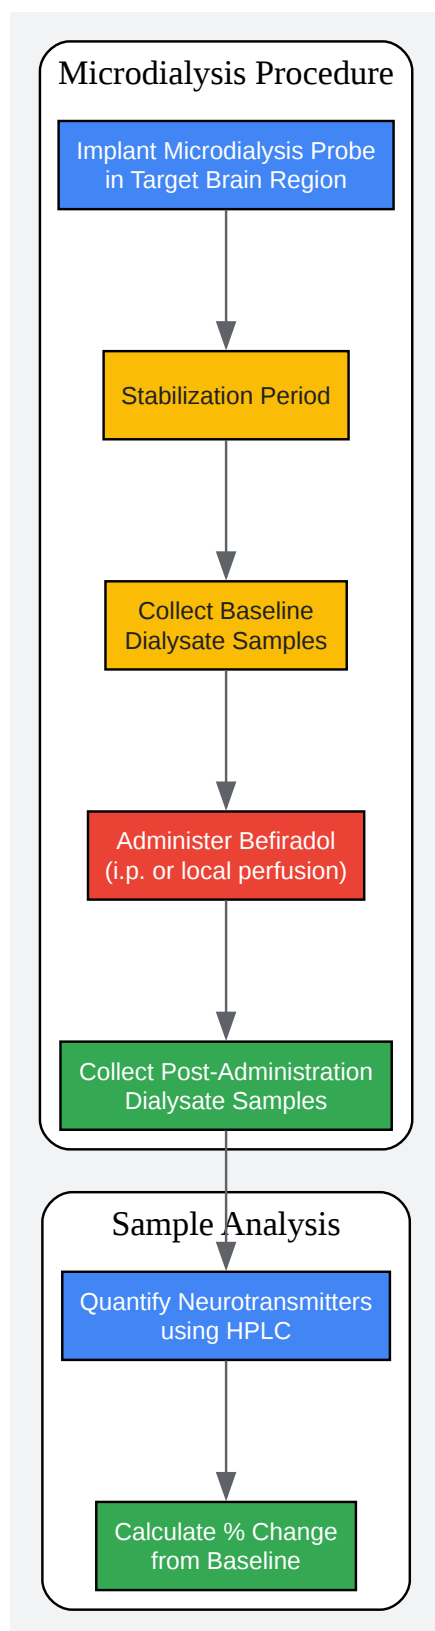 Microdialysis Procedure
Implant Microdialysis Probe
in Target Brain Region
Stabilization Period
Collect Baseline
Dialysate Samples
Administer Befiradol
(i.p. or local perfusion)
Collect Post-Administration
Dialysate Samples
Sample Analysis
Quantify Neurotransmitters
using HPLC
Calculate % Change
from Baseline